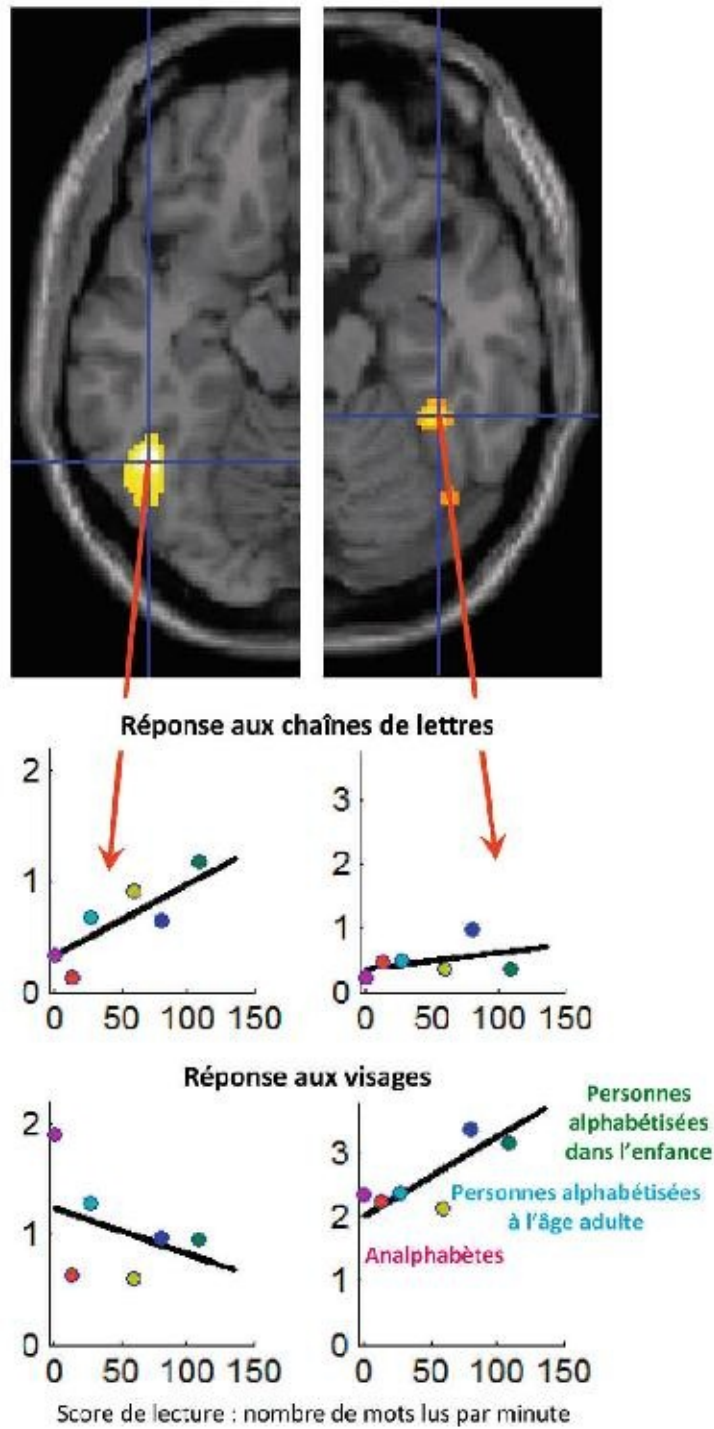 Réponse aux chaînes de lettres
2
1
0
0 50 100 150
3
2
1
0
0 50 100 150
Réponse aux visages
2
1
0
0 50 100 150
3
2
1
0
0 50 100 150
Personnes
alphabétisées
dans l'enfance
Personnes alphabétisées
à l'âge adulte
Analphabètes
Score de lecture : nombre de mots lus par minute